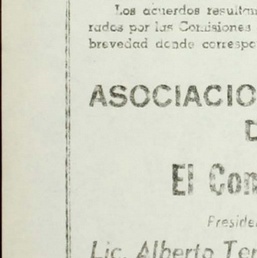 Los acuerdos resultan
rados por las Comisiones
brevedad donde correspo
ASOCIACIO
D
El Con
Presiden
Lic. Alberto Ter